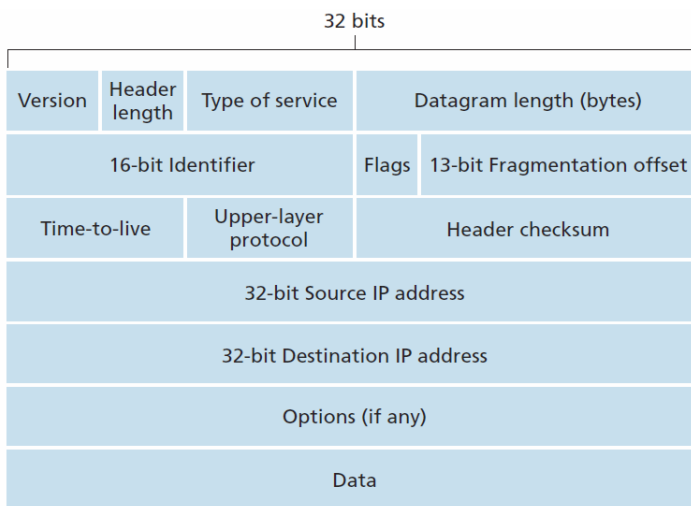 32 bits
Version
Header
length
Type of service
Datagram length (bytes)
16-bit Identifier
Flags
13-bit Fragmentation offset
Time-to-live
Upper-layer
protocol
Header checksum
32-bit Source IP address
32-bit Destination IP address
Options (if any)
Data